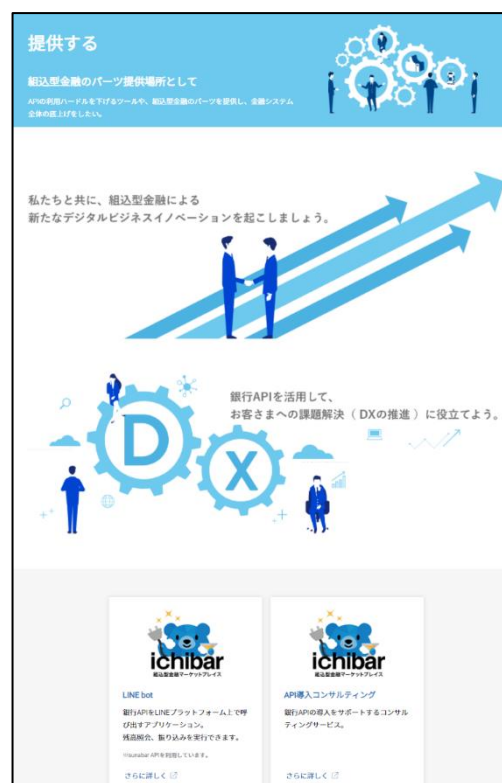 提供する
組込型金融のパーツ提供場所として
APIの利用ハードルを下げるツールや、組込型金融のパーツを提供し、金融システム
全体の底上げをしたい。
私たちと共に、組込型金融による
新たなデジタルビジネスイノベーションを起こしましょう。
銀行APIを活用して、
お客さまへの課題解決（DXの推進）に役立てよう。
D
X
ichibar
組込型金融マーケットプレイス
LINE bot
銀行APIをLINEプラットフォーム上で呼
び出すアプリケーション。
残高照会、振り込みを実行できます。
※sunabar APIを利用しています。
さらに詳しく
ichibar
組込型金融マーケットプレイス
API導入コンサルティング
銀行APIの導入をサポートするコンサル
ティングサービス。
さらに詳しく